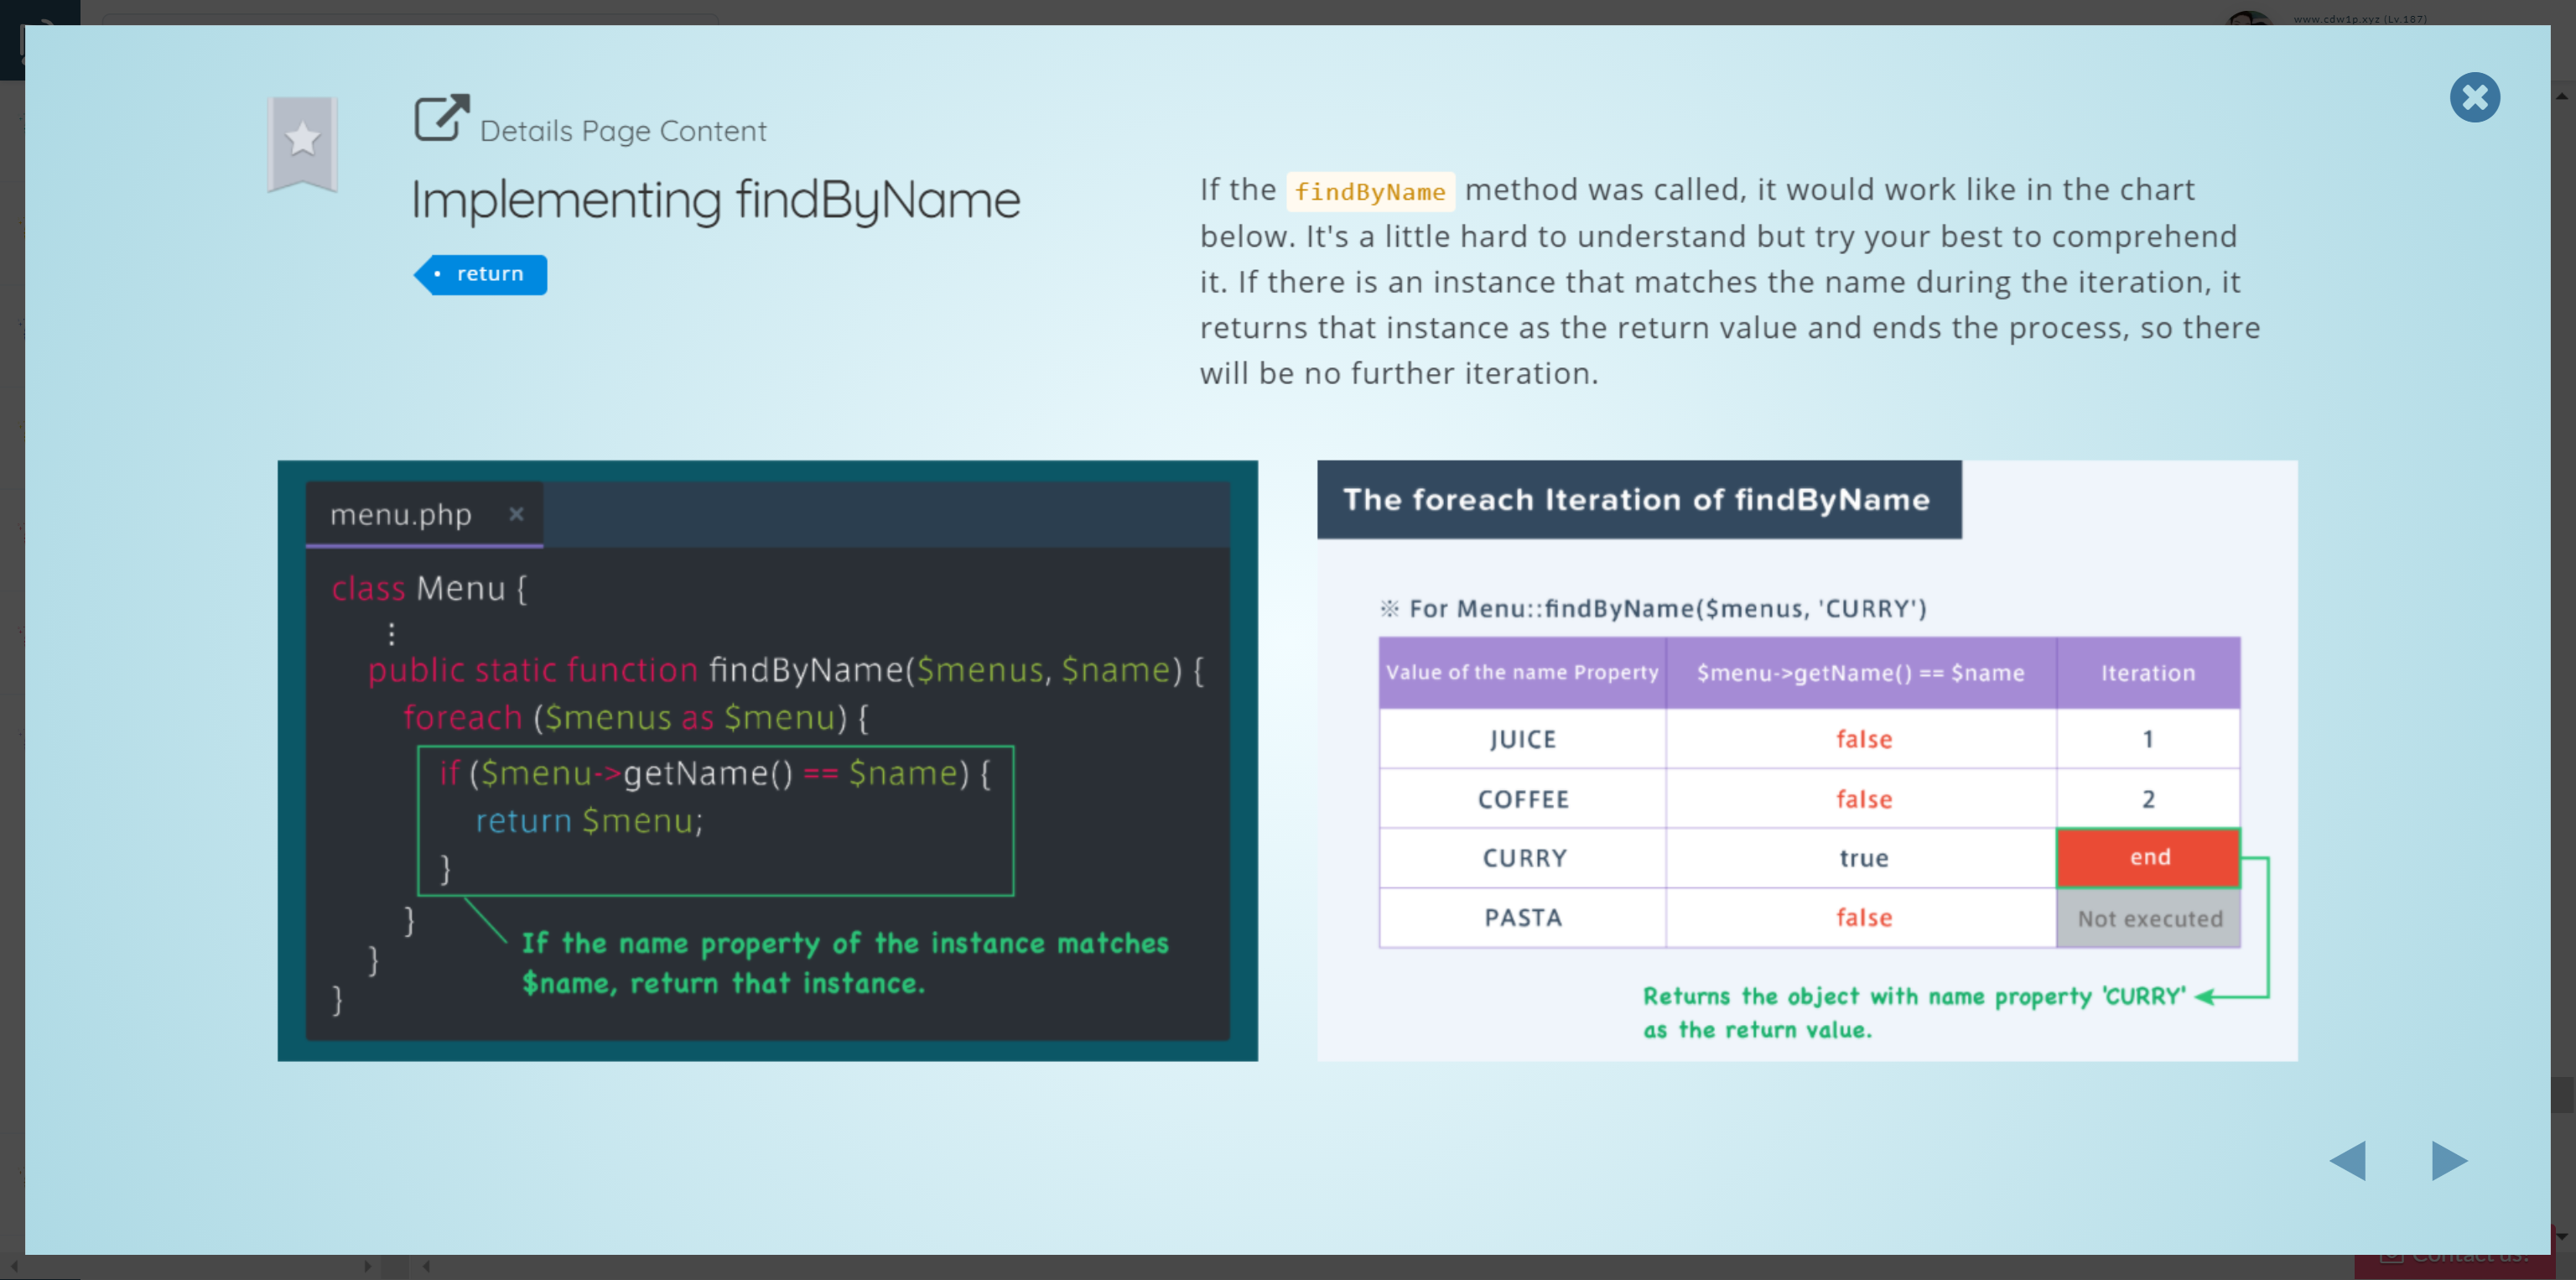 www.cdw1p.xyz (Lv.187)
Details Page Content
Implementing findByName
return
If the findByName method was called, it would work like in the chart
below. It's a little hard to understand but try your best to comprehend
it. If there is an instance that matches the name during the iteration, it
returns that instance as the return value and ends the process, so there
will be no further iteration.
menu.php ×
class Menu {
⋮
public static function findByName($menus, $name) {
foreach ($menus as $menu) {
if ($menu->getName() == $name) {
return $menu;
}
}
}
}
If the name property of the instance matches
$name, return that instance.
The foreach Iteration of findByName
※ For Menu::findByName($menus, 'CURRY')
Value of the name Property $menu->getName() == $name Iteration
JUICE false 1
COFFEE false 2
CURRY true end
PASTA false Not executed
Returns the object with name property 'CURRY'
as the return value.
Contact us!